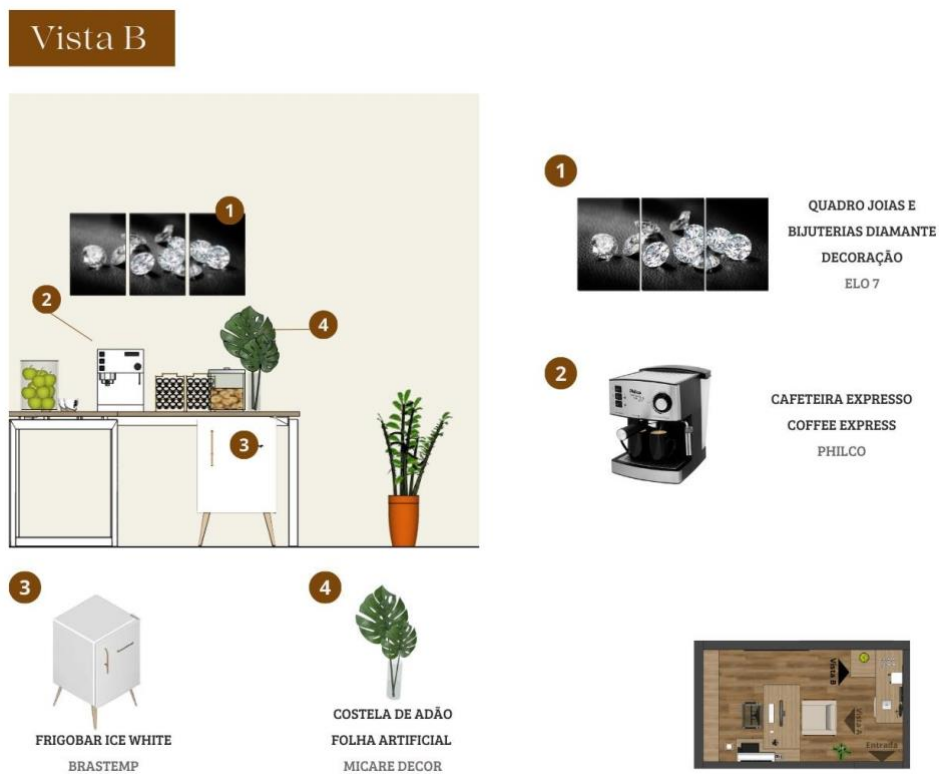 Vista B
1
2
4
3
1
QUADRO JOIAS E
BIJUTERIAS DIAMANTE
DECORAÇÃO
ELO 7
2
CAFETEIRA EXPRESSO
COFFEE EXPRESS
PHILCO
3
FRIGOBAR ICE WHITE
BRASTEMP
4
COSTELA DE ADÃO
FOLHA ARTIFICIAL
MICARE DECOR
Vista B
Vista A
Entrada